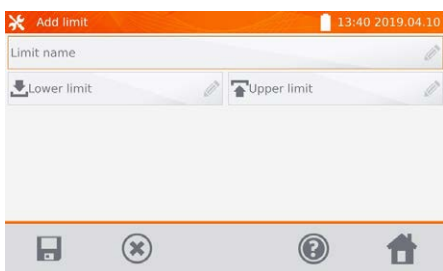 Add limit
13:40 2019.04.10
Limit name
Lower limit
Upper limit
?